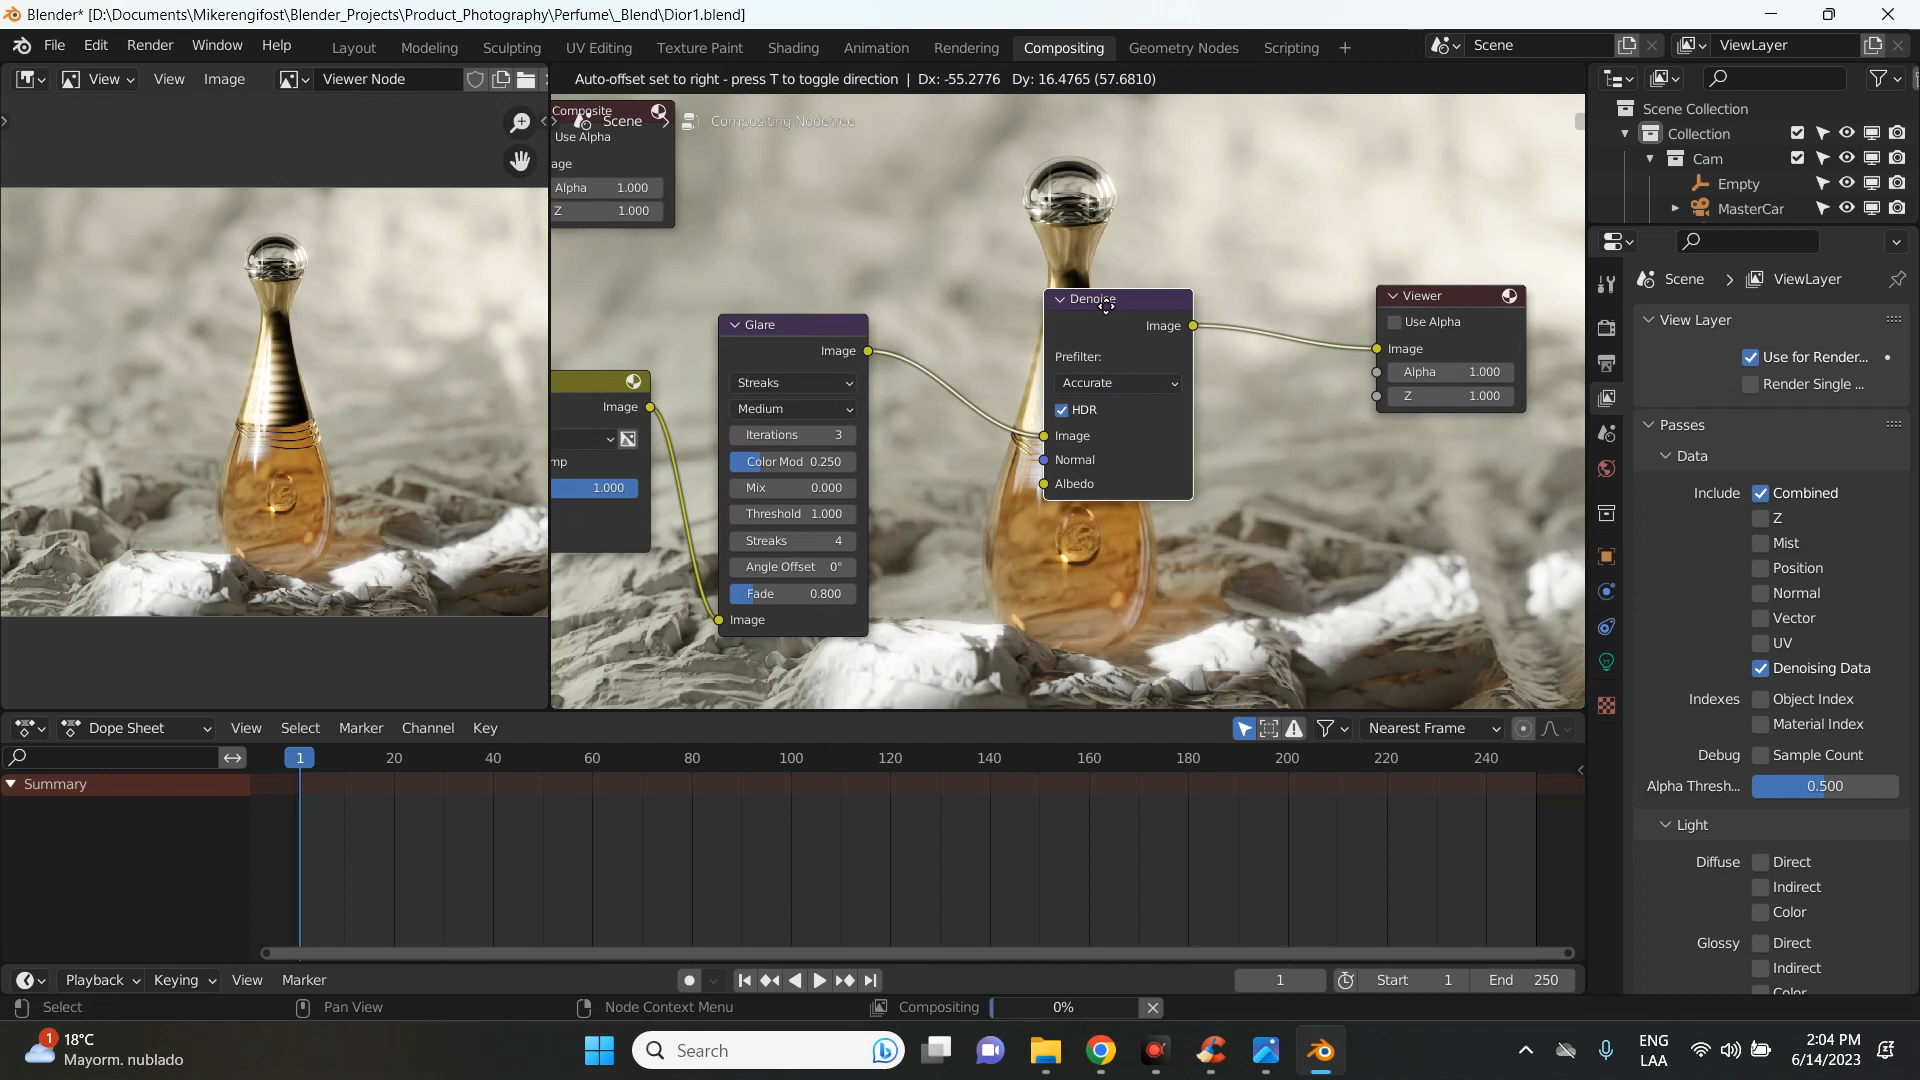 Blender* [D:\Documents\Mikerengifost\Blender_Projects\Product_Photography\Perfume\_Blend\Dior1.blend]
File Edit Render Window Help Layout Modeling Sculpting UV Editing Texture Paint Shading Animation Rendering Compositing Geometry Nodes Scripting + Scene ViewLayer
View View Image Viewer Node Auto-offset set to right - press T to toggle direction | Dx: -55.2776 Dy: 16.4765 (57.6810)
Composite
Scene > Compositing Nodetree
Use Alpha
age
Alpha 1.000
Z 1.000
Image
mp
1.000
Glare
Image
Streaks
Medium
Iterations 3
Color Mod 0.250
Mix 0.000
Threshold 1.000
Streaks 4
Angle Offset 0°
Fade 0.800
Image
Denoise
Image
Prefilter:
Accurate
HDR
Image
Normal
Albedo
Viewer
Use Alpha
Image
Alpha 1.000
Z 1.000
Scene Collection
Collection
Cam
Empty
MasterCar
Scene > ViewLayer
View Layer
Use for Render...
Render Single ...
Passes
Data
Include Combined
Z
Mist
Position
Normal
Vector
UV
Denoising Data
Indexes Object Index
Material Index
Debug Sample Count
Alpha Thresh... 0.500
Light
Diffuse Direct
Indirect
Color
Glossy Direct
Indirect
Color
Dope Sheet View Select Marker Channel Key Nearest Frame
1 20 40 60 80 100 120 140 160 180 200 220 240
Summary
Playback Keying View Marker 1 Start 1 End 250
Select Pan View Node Context Menu Compositing 0%
1 18°C
Mayorm. nublado
Search
ENG
LAA
2:04 PM
6/14/2023